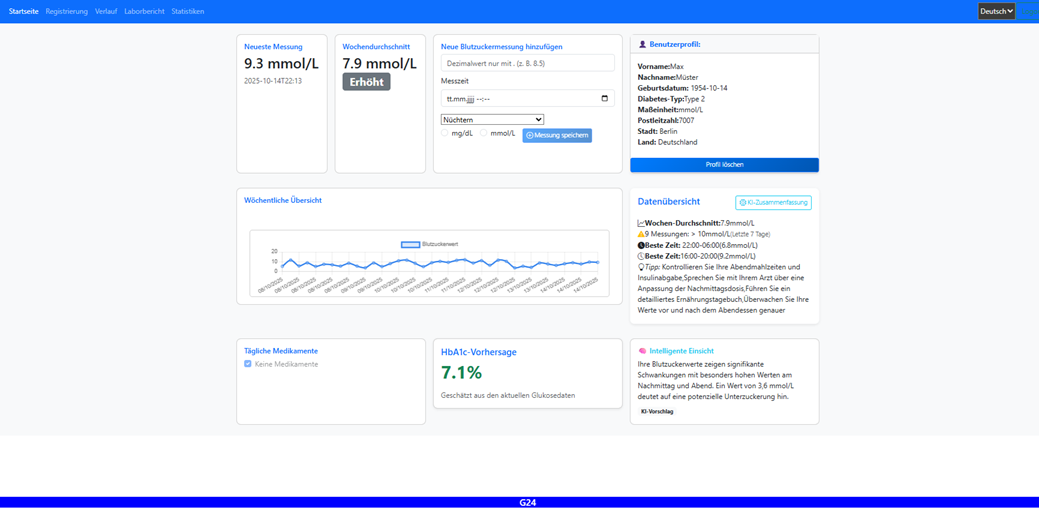 Startseite Registrierung Verlauf Laborbericht Statistiken
Deutsch
Neueste Messung
9.3 mmol/L
2025-10-14T22:13
Wochendurchschnitt
7.9 mmol/L
Erhöht
Neue Blutzuckermessung hinzufügen
Dezimalwert nur mit . (z. B. 8.5)
Messzeit
tt.mm.jjjj --:--
Nüchtern
mg/dL mmol/L Messung speichern
Benutzerprofil:
Vorname:Max
Nachname:Müster
Geburtsdatum: 1954-10-14
Diabetes-Typ:Type 2
Maßeinheit:mmol/L
Postleitzahl:7007
Stadt: Berlin
Land: Deutschland
Profil löschen
Wöchentliche Übersicht
Blutzuckerwert
20
10
0
08/10/2025 08/10/2025 08/10/2025 08/10/2025 09/10/2025 09/10/2025 10/10/2025 10/10/2025 10/10/2025 11/10/2025 11/10/2025 12/10/2025 12/10/2025 12/10/2025 13/10/2025 13/10/2025 14/10/2025 14/10/2025 14/10/2025
Datenübersicht KI-Zusammenfassung
Wochen-Durchschnitt:7.9mmol/L
9 Messungen: > 10mmol/L(Letzte 7 Tage)
Beste Zeit: 22:00-06:00(6.8mmol/L)
Beste Zeit:16:00-20:00(9.2mmol/L)
Tipp: Kontrollieren Sie Ihre Abendmahlzeiten und
Insulinabgabe,Sprechen Sie mit Ihrem Arzt über eine
Anpassung der Nachmittagsdosis,Führen Sie ein
detailliertes Ernährungstagebuch,Überwachen Sie Ihre
Werte vor und nach dem Abendessen genauer
Tägliche Medikamente
Keine Medikamente
HbA1c-Vorhersage
7.1%
Geschätzt aus den aktuellen Glukosedaten
Intelligente Einsicht
Ihre Blutzuckerwerte zeigen signifikante
Schwankungen mit besonders hohen Werten am
Nachmittag und Abend. Ein Wert von 3,6 mmol/L
deutet auf eine potenzielle Unterzuckerung hin.
KI-Vorschlag
G24